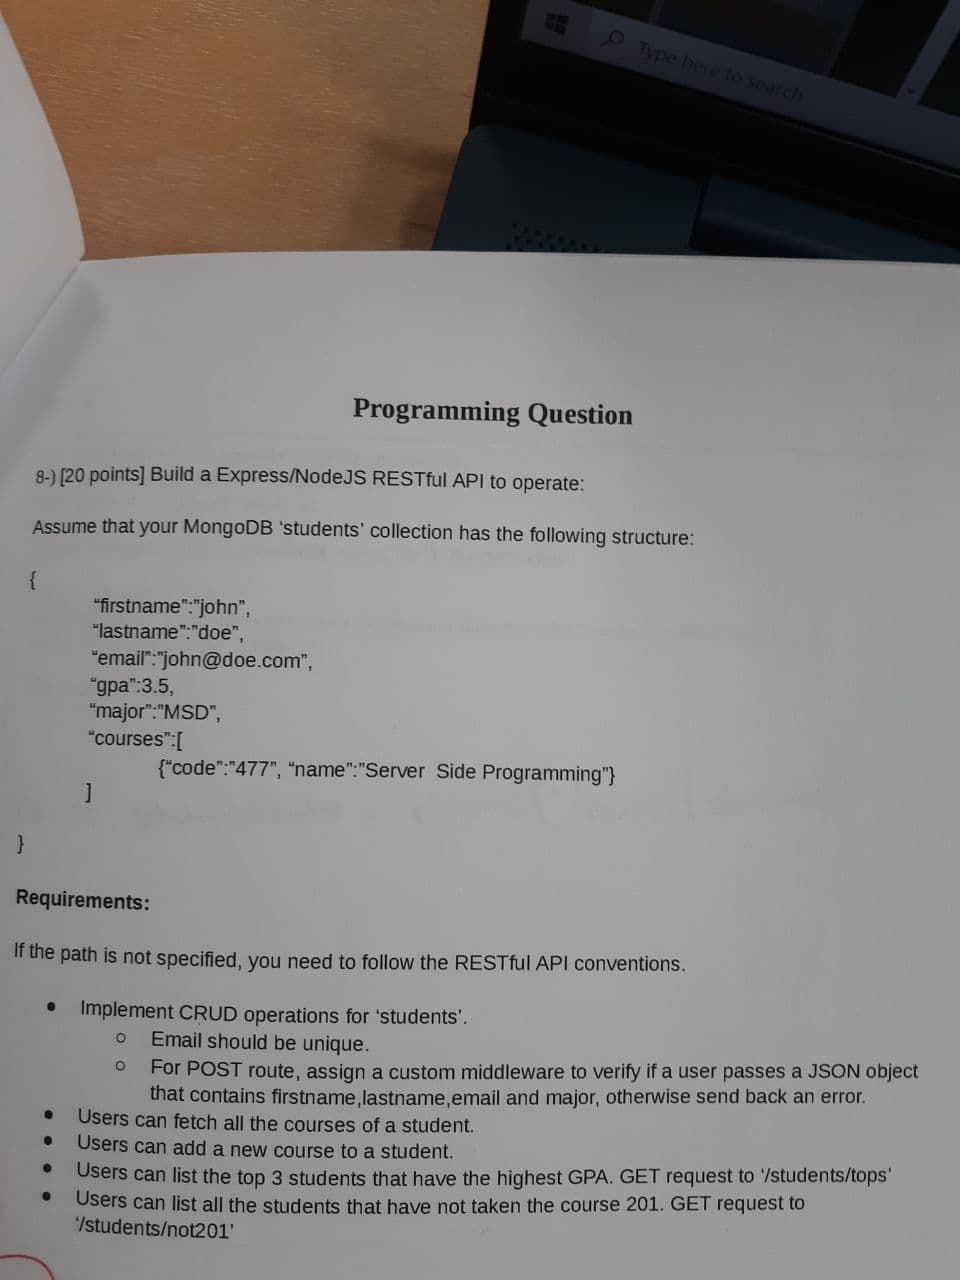 Type here to search
Programming Question
8-) [20 points] Build a Express/NodeJS RESTful API to operate:
Assume that your MongoDB ‘students’ collection has the following structure:
{
“firstname”:”john”,
“lastname”:”doe”,
“email”:”john@doe.com”,
“gpa”:3.5,
“major”:”MSD”,
“courses”:[
{“code”:”477”, “name”:”Server Side Programming”}
]
}
Requirements:
If the path is not specified, you need to follow the RESTful API conventions.
• Implement CRUD operations for ‘students’.
○ Email should be unique.
○ For POST route, assign a custom middleware to verify if a user passes a JSON object
that contains firstname,lastname,email and major, otherwise send back an error.
• Users can fetch all the courses of a student.
• Users can add a new course to a student.
• Users can list the top 3 students that have the highest GPA. GET request to ‘/students/tops’
• Users can list all the students that have not taken the course 201. GET request to
‘/students/not201’